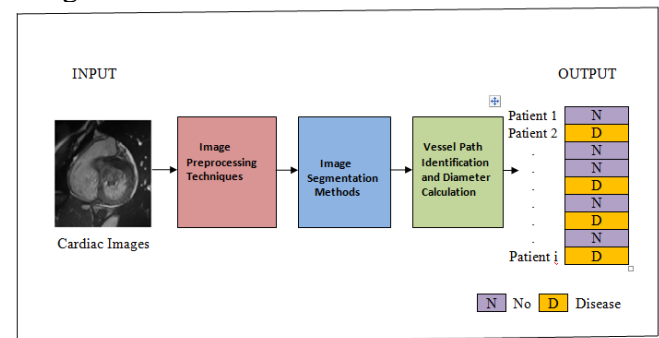 INPUT
OUTPUT
Cardiac Images
Image
Preprocessing
Techniques
Image
Segmentation
Methods
Vessel Path
Identification
and Diameter
Calculation
Patient 1 N
Patient 2 D
. N
. N
. D
. N
. D
. N
Patient i D
N No D Disease